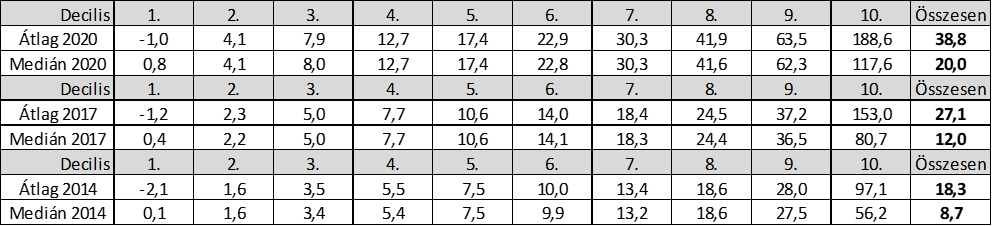 Decilis 1. 2. 3. 4. 5. 6. 7. 8. 9. 10. Összesen
Átlag 2020 -1,0 4,1 7,9 12,7 17,4 22,9 30,3 41,9 63,5 188,6 38,8
Medián 2020 0,8 4,1 8,0 12,7 17,4 22,8 30,3 41,6 62,3 117,6 20,0
Decilis 1. 2. 3. 4. 5. 6. 7. 8. 9. 10. Összesen
Átlag 2017 -1,2 2,3 5,0 7,7 10,6 14,0 18,4 24,5 37,2 153,0 27,1
Medián 2017 0,4 2,2 5,0 7,7 10,6 14,1 18,3 24,4 36,5 80,7 12,0
Decilis 1. 2. 3. 4. 5. 6. 7. 8. 9. 10. Összesen
Átlag 2014 -2,1 1,6 3,5 5,5 7,5 10,0 13,4 18,6 28,0 97,1 18,3
Medián 2014 0,1 1,6 3,4 5,4 7,5 9,9 13,2 18,6 27,5 56,2 8,7